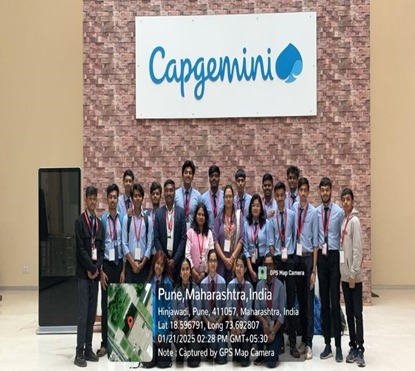 Capgemini
GPS Map Camera
Pune,Maharashtra,India
Hinjawadi, Pune, 411057, Maharashtra, India
Lat 18.596791, Long 73.692807
01/21/2025 02:28 PM GMT+05:30
Note : Captured by GPS Map Camera